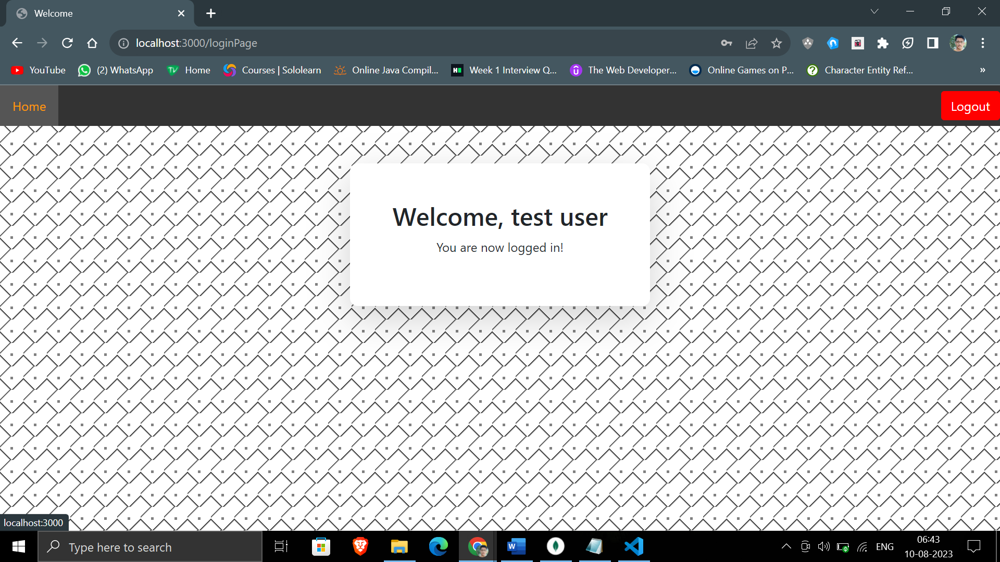 Welcome
localhost:3000/loginPage
YouTube (2) WhatsApp Home Courses | Sololearn Online Java Compil... Week 1 Interview Q... The Web Developer... Online Games on P... Character Entity Ref... »
Home Logout
Welcome, test user
You are now logged in!
localhost:3000
Type here to search
ENG
06:43
10-08-2023